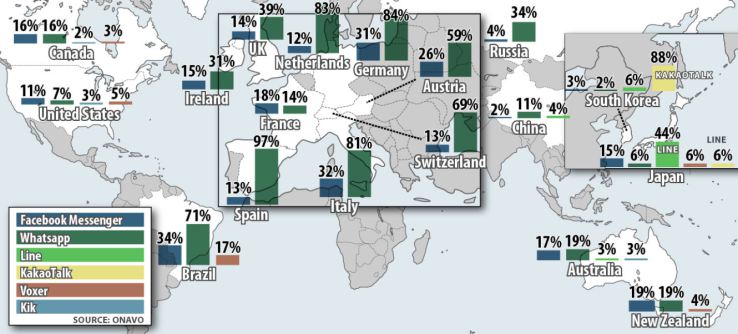 16% 16% 2% 3%
Canada
11% 7% 3% 5%
United States
15% 31%
Ireland
14% 39%
UK
12% 83%
Netherlands
31% 84%
Germany
26% 59%
Austria
18% 14%
France
13% 69%
Switzerland
13% 97%
Spain
32% 81%
Italy
4% 34%
Russia
2% 11% 4%
China
3% 2% 6% 88%
KAKAOTALK
South Korea
15% 6% 44% 6% 6%
LINE
LINE
Japan
34% 71% 17%
Brazil
17% 19% 3% 3%
Australia
19% 19% 4%
New Zealand
Facebook Messenger
Whatsapp
Line
KakaoTalk
Voxer
Kik
SOURCE: ONAVO